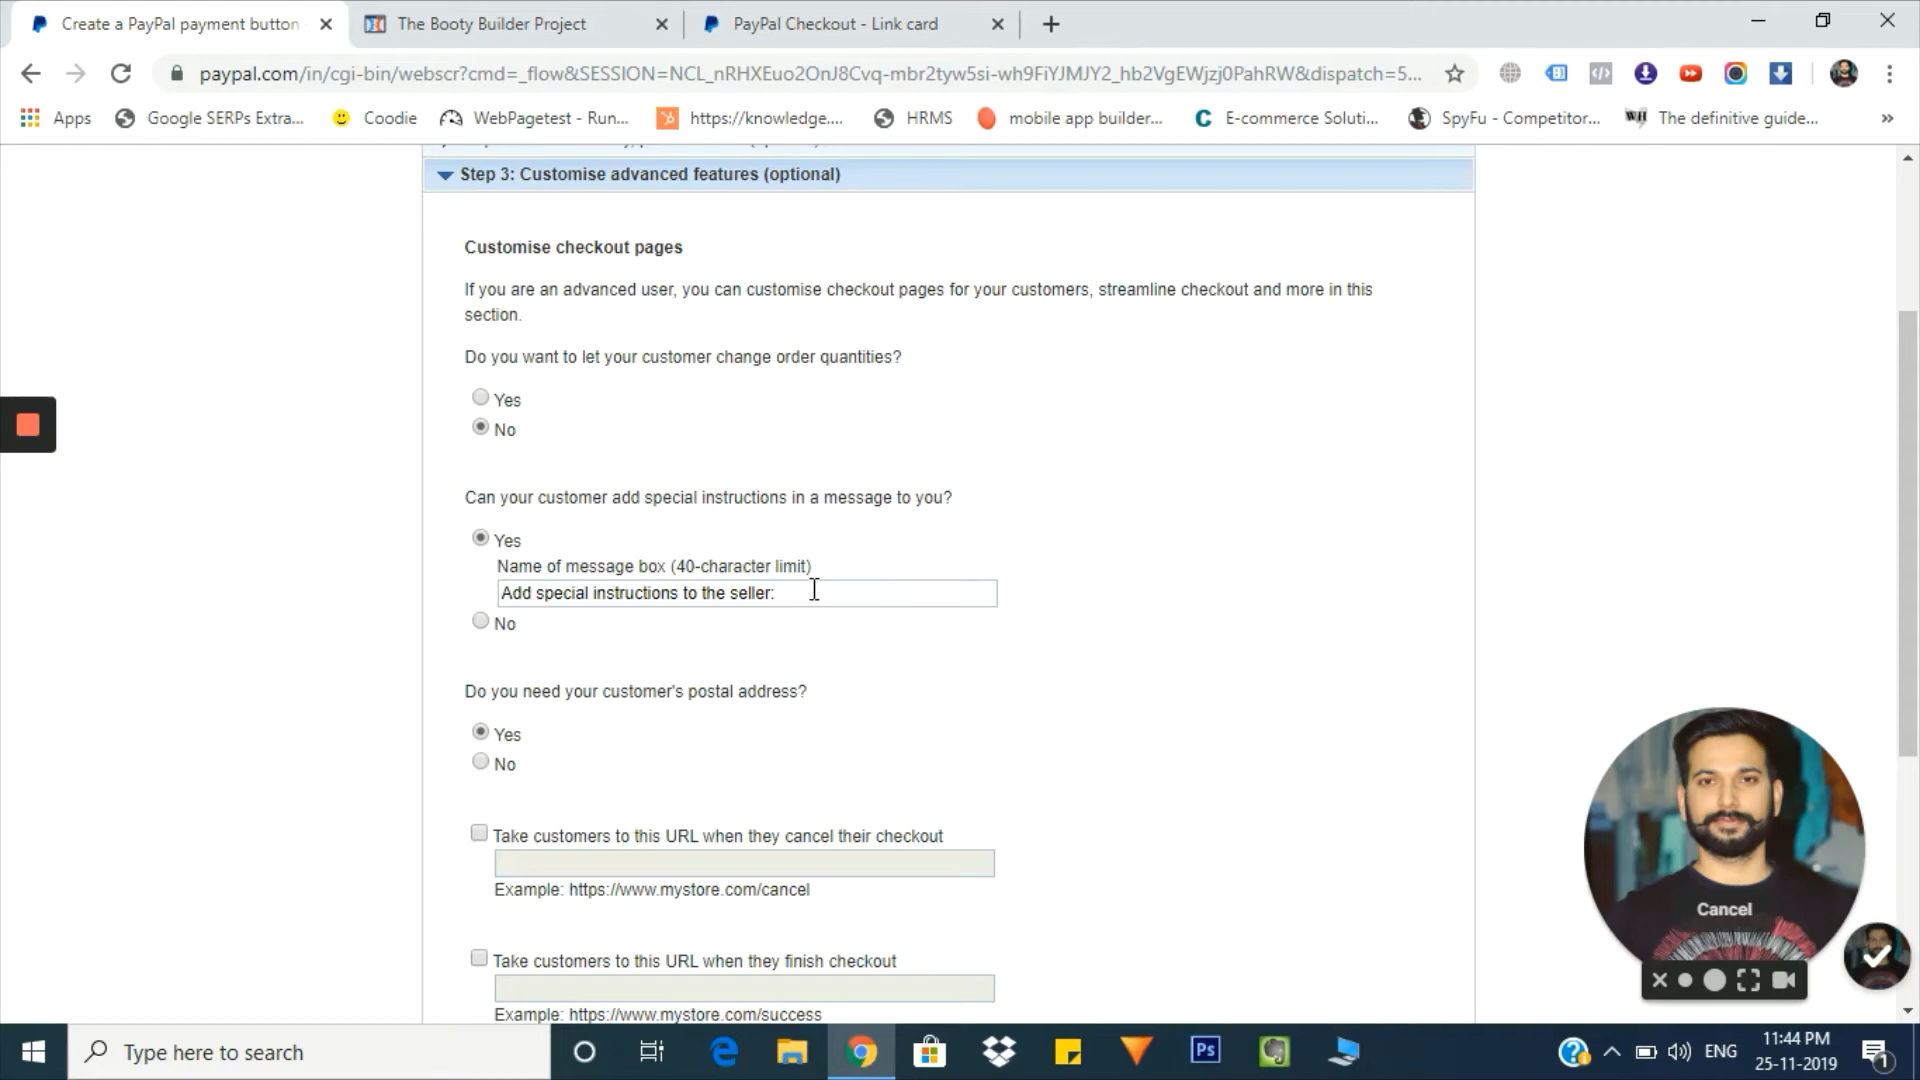 Create a PayPal payment button
The Booty Builder Project
PayPal Checkout - Link card
paypal.com/in/cgi-bin/webscr?cmd=_flow&SESSION=NCL_nRHXEuo2OnJ8Cvq-mbr2tyw5si-wh9FiYJMJY2_hb2VgEWjzj0PahRW&dispatch=5...
Apps
Google SERPs Extra...
Coodie
WebPagetest - Run...
https://knowledge....
HRMS
mobile app builder...
E-commerce Soluti...
SpyFu - Competitor...
The definitive guide...
»
Step 3: Customise advanced features (optional)
Customise checkout pages
If you are an advanced user, you can customise checkout pages for your customers, streamline checkout and more in this
section.
Do you want to let your customer change order quantities?
Yes
No
Can your customer add special instructions in a message to you?
Yes
Name of message box (40-character limit)
Add special instructions to the seller:
No
Do you need your customer's postal address?
Yes
No
Take customers to this URL when they cancel their checkout
Example: https://www.mystore.com/cancel
Take customers to this URL when they finish checkout
Example: https://www.mystore.com/success
Cancel
Type here to search
Ps
ENG
11:44 PM
25-11-2019
1